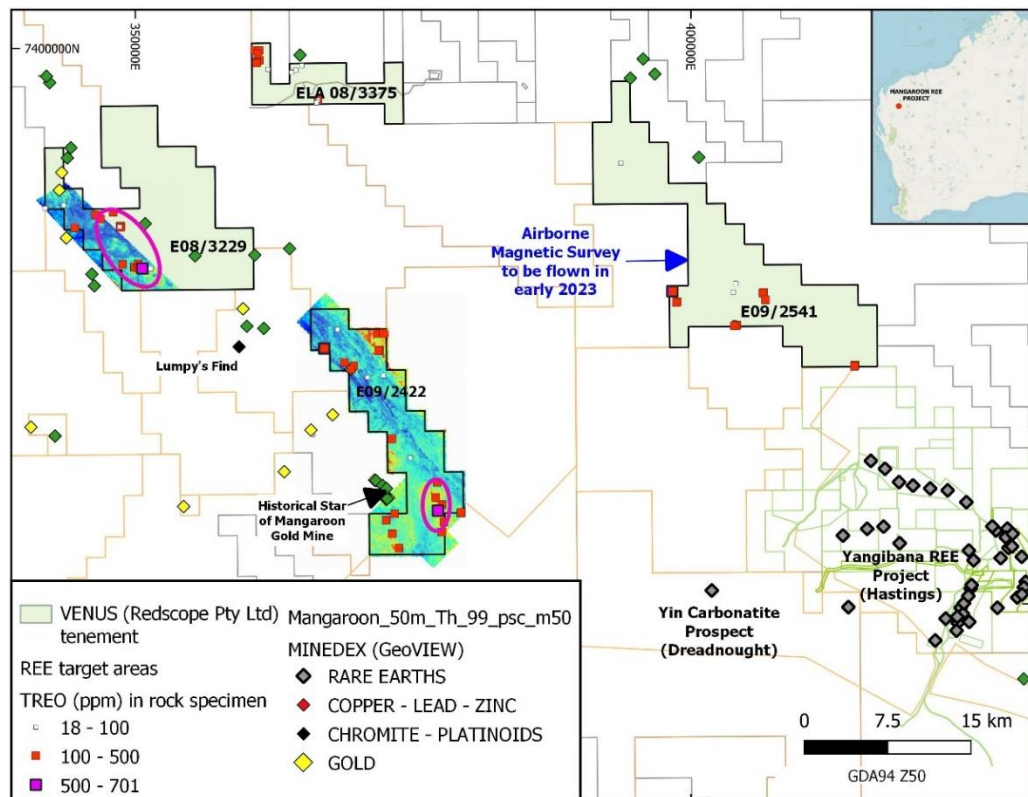 350000E
400000E
7400000N
MANGAROON REE
PROJECT
ELA 08/3375
E08/3229
Airborne
Magnetic Survey
to be flown in
early 2023
E09/2541
Lumpy's Find
E09/2422
Historical Star
of Mangaroon
Gold Mine
Yangibana REE
Project
(Hastings)
Yin Carbonatite
Prospect
(Dreadnought)
VENUS (Redscope Pty Ltd)
tenement
REE target areas
TREO (ppm) in rock specimen
18 - 100
100 - 500
500 - 701
Mangaroon_50m_Th_99_psc_m50
MINEDEX (GeoVIEW)
RARE EARTHS
COPPER - LEAD - ZINC
CHROMITE - PLATINOIDS
GOLD
0 7.5 15 km
GDA94 Z50